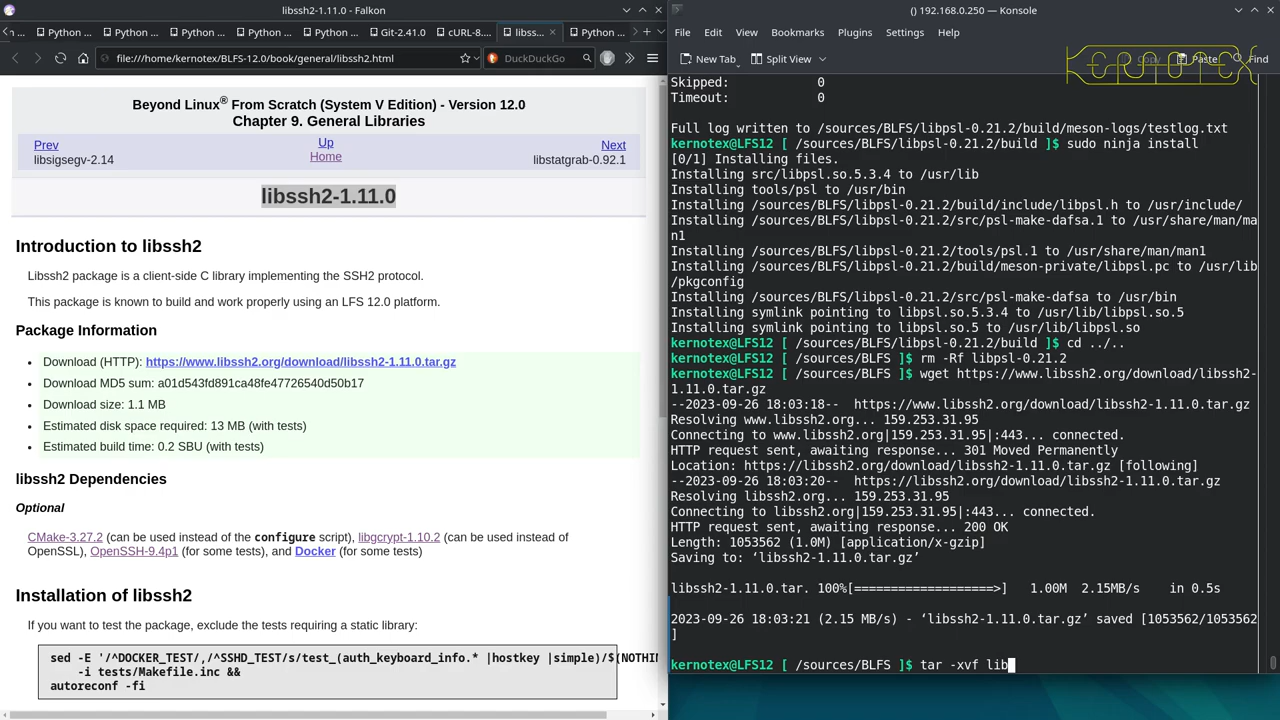 libssh2-1.11.0 - Falkon
n ...
Python ...
Python ...
Python ...
Python ...
Python ...
Git-2.41.0
cURL-8....
libss...
Python ...
file:///home/kernotex/BLFS-12.0/book/general/libssh2.html
DuckDuckGo
Beyond Linux® From Scratch (System V Edition) - Version 12.0
Chapter 9. General Libraries
Prev
Up
Next
libsigsegv-2.14
Home
libstatgrab-0.92.1
libssh2-1.11.0
Introduction to libssh2
Libssh2 package is a client-side C library implementing the SSH2 protocol.
This package is known to build and work properly using an LFS 12.0 platform.
Package Information
• Download (HTTP): https://www.libssh2.org/download/libssh2-1.11.0.tar.gz
• Download MD5 sum: a01d543fd891ca48fe47726540d50b17
• Download size: 1.1 MB
• Estimated disk space required: 13 MB (with tests)
• Estimated build time: 0.2 SBU (with tests)
libssh2 Dependencies
Optional
CMake-3.27.2 (can be used instead of the configure script), libgcrypt-1.10.2 (can be used instead of
OpenSSL), OpenSSH-9.4p1 (for some tests), and Docker (for some tests)
Installation of libssh2
If you want to test the package, exclude the tests requiring a static library:
sed -E '/^DOCKER_TEST/,/^SSHD_TEST/s/test_(auth_keyboard_info.* |hostkey |simple)/$(NOTHIN
-i tests/Makefile.inc &&
autoreconf -fi
() 192.168.0.250 — Konsole
File Edit View Bookmarks Plugins Settings Help
New Tab
Split View
Copy
Paste
Find
KERNOTEX
Skipped: 0
Timeout: 0
Full log written to /sources/BLFS/libpsl-0.21.2/build/meson-logs/testlog.txt
kernotex@LFS12 [ /sources/BLFS/libpsl-0.21.2/build ]$ sudo ninja install
[0/1] Installing files.
Installing src/libpsl.so.5.3.4 to /usr/lib
Installing tools/psl to /usr/bin
Installing /sources/BLFS/libpsl-0.21.2/build/include/libpsl.h to /usr/include/
Installing /sources/BLFS/libpsl-0.21.2/src/psl-make-dafsa.1 to /usr/share/man/ma
n1
Installing /sources/BLFS/libpsl-0.21.2/tools/psl.1 to /usr/share/man/man1
Installing /sources/BLFS/libpsl-0.21.2/build/meson-private/libpsl.pc to /usr/lib
/pkgconfig
Installing /sources/BLFS/libpsl-0.21.2/src/psl-make-dafsa to /usr/bin
Installing symlink pointing to libpsl.so.5.3.4 to /usr/lib/libpsl.so.5
Installing symlink pointing to libpsl.so.5 to /usr/lib/libpsl.so
kernotex@LFS12 [ /sources/BLFS/libpsl-0.21.2/build ]$ cd ../..
kernotex@LFS12 [ /sources/BLFS ]$ rm -Rf libpsl-0.21.2
kernotex@LFS12 [ /sources/BLFS ]$ wget https://www.libssh2.org/download/libssh2-
1.11.0.tar.gz
--2023-09-26 18:03:18-- https://www.libssh2.org/download/libssh2-1.11.0.tar.gz
Resolving www.libssh2.org... 159.253.31.95
Connecting to www.libssh2.org|159.253.31.95|:443... connected.
HTTP request sent, awaiting response... 301 Moved Permanently
Location: https://libssh2.org/download/libssh2-1.11.0.tar.gz [following]
--2023-09-26 18:03:20-- https://libssh2.org/download/libssh2-1.11.0.tar.gz
Resolving libssh2.org... 159.253.31.95
Connecting to libssh2.org|159.253.31.95|:443... connected.
HTTP request sent, awaiting response... 200 OK
Length: 1053562 (1.0M) [application/x-gzip]
Saving to: ‘libssh2-1.11.0.tar.gz’
libssh2-1.11.0.tar. 100%[===================>] 1.00M 2.15MB/s in 0.5s
2023-09-26 18:03:21 (2.15 MB/s) - ‘libssh2-1.11.0.tar.gz’ saved [1053562/1053562
]
kernotex@LFS12 [ /sources/BLFS ]$ tar -xvf lib